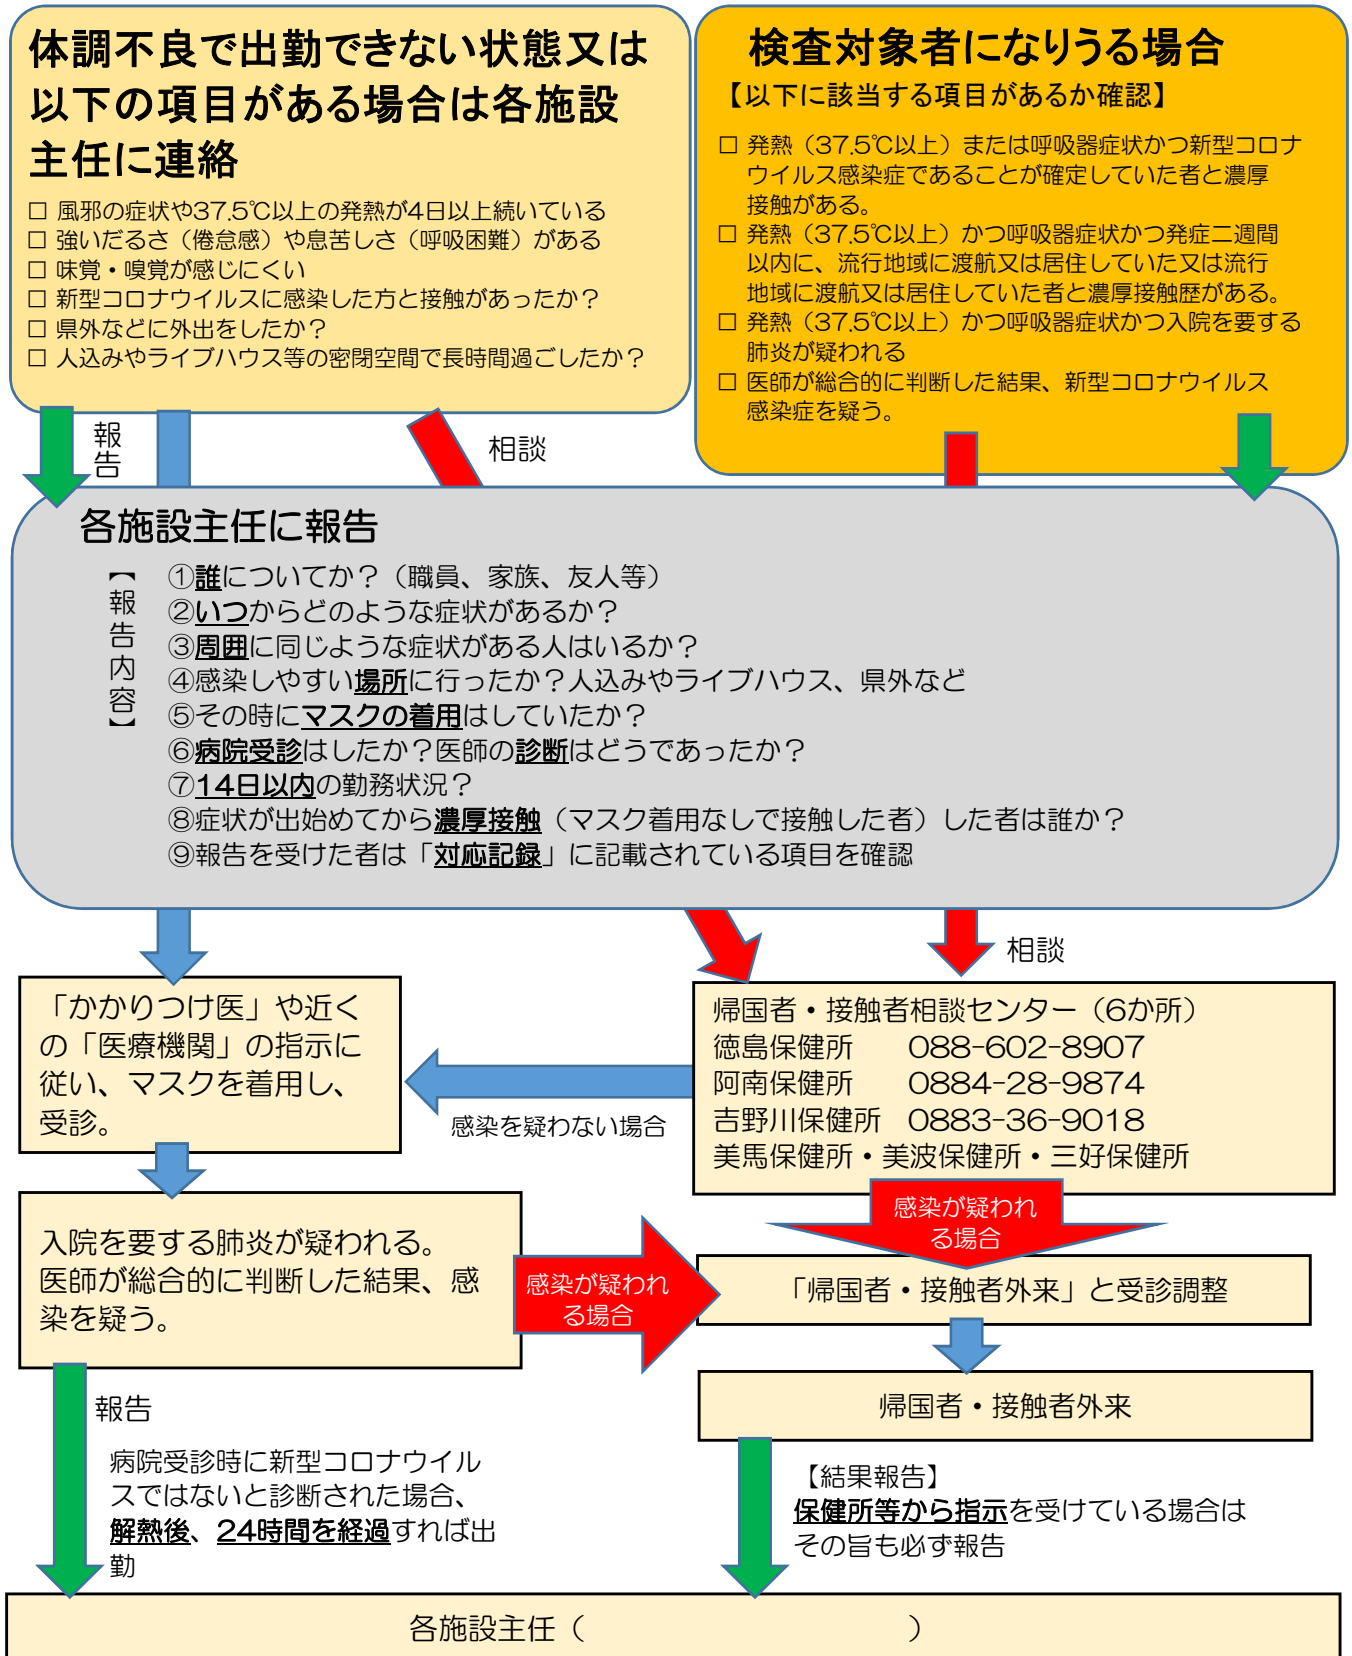 体調不良で出勤できない状態又は
以下の項目がある場合は各施設
主任に連絡
□ 風邪の症状や37.5℃以上の発熱が4日以上続いている
□ 強いだるさ（倦怠感）や息苦しさ（呼吸困難）がある
□ 味覚・嗅覚が感じにくい
□ 新型コロナウイルスに感染した方と接触があったか？
□ 県外などに外出をしたか？
□ 人込みやライブハウス等の密閉空間で長時間過ごしたか？
検査対象者になりうる場合
【以下に該当する項目があるか確認】
□ 発熱（37.5℃以上）または呼吸器症状かつ新型コロナ
ウイルス感染症であることが確定していた者と濃厚
接触がある。
□ 発熱（37.5℃以上）かつ呼吸器症状かつ発症二週間
以内に、流行地域に渡航又は居住していた又は流行
地域に渡航又は居住していた者と濃厚接触歴がある。
□ 発熱（37.5℃以上）かつ呼吸器症状かつ入院を要する
肺炎が疑われる
□ 医師が総合的に判断した結果、新型コロナウイルス
感染症を疑う。
報告
相談
各施設主任に報告
【報告内容】
①誰についてか？（職員、家族、友人等）
②いつからどのような症状があるか？
③周囲に同じような症状がある人はいるか？
④感染しやすい場所に行ったか？人込みやライブハウス、県外など
⑤その時にマスクの着用はしていたか？
⑥病院受診はしたか？医師の診断はどうであったか？
⑦14日以内の勤務状況？
⑧症状が出始めてから濃厚接触（マスク着用なしで接触した者）した者は誰か？
⑨報告を受けた者は「対応記録」に記載されている項目を確認
相談
「かかりつけ医」や近く
の「医療機関」の指示に
従い、マスクを着用し、
受診。
感染を疑わない場合
帰国者・接触者相談センター（6か所）
徳島保健所 088-602-8907
阿南保健所 0884-28-9874
吉野川保健所 0883-36-9018
美馬保健所・美波保健所・三好保健所
感染が疑われ
る場合
入院を要する肺炎が疑われる。
医師が総合的に判断した結果、感
染を疑う。
感染が疑われ
る場合
「帰国者・接触者外来」と受診調整
帰国者・接触者外来
報告
病院受診時に新型コロナウイル
スではないと診断された場合、
解熱後、24時間を経過すれば出
勤
【結果報告】
保健所等から指示を受けている場合は
その旨も必ず報告
各施設主任（ ）